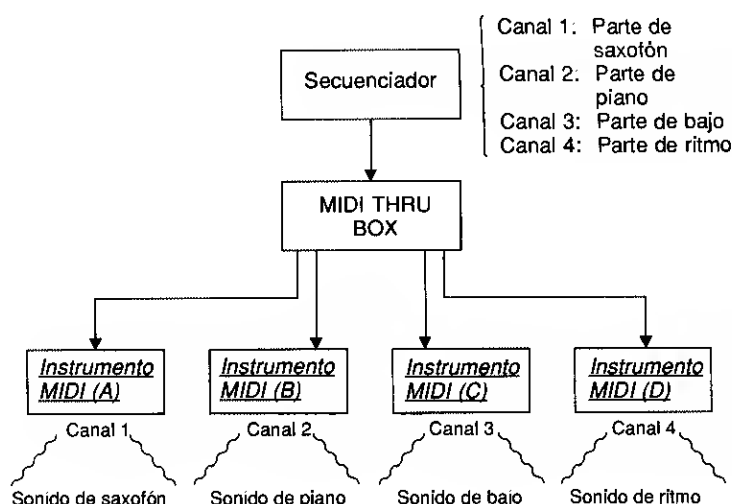 Canal 1: Parte de
saxofón
Secuenciador
Canal 2: Parte de
piano
Canal 3: Parte de bajo
Canal 4: Parte de ritmo
MIDI THRU
BOX
Instrumento
MIDI (A)
Instrumento
MIDI (B)
Instrumento
MIDI (C)
Instrumento
MIDI (D)
Canal 1
Canal 2
Canal 3
Canal 4
Sonido de saxofón
Sonido de piano
Sonido de bajo
Sonido de ritmo